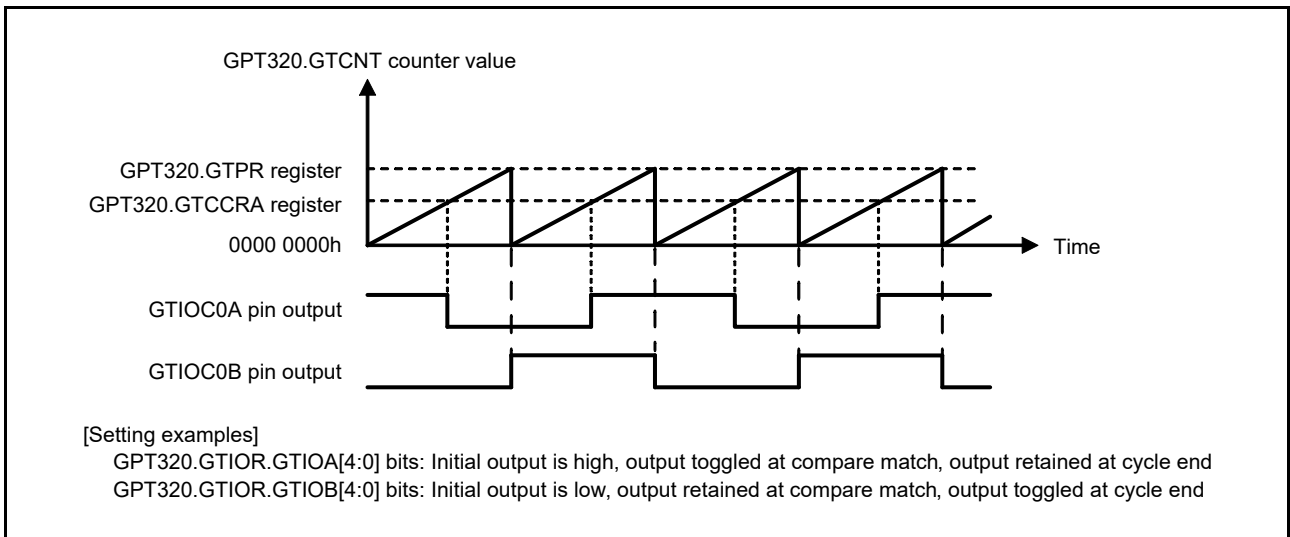 GPT320.GTCNT counter value
GPT320.GTPR register
GPT320.GTCCRA register
0000 0000h
Time
GTIOC0A pin output
GTIOC0B pin output
[Setting examples]
GPT320.GTIOR.GTIOA[4:0] bits: Initial output is high, output toggled at compare match, output retained at cycle end
GPT320.GTIOR.GTIOB[4:0] bits: Initial output is low, output retained at compare match, output toggled at cycle end